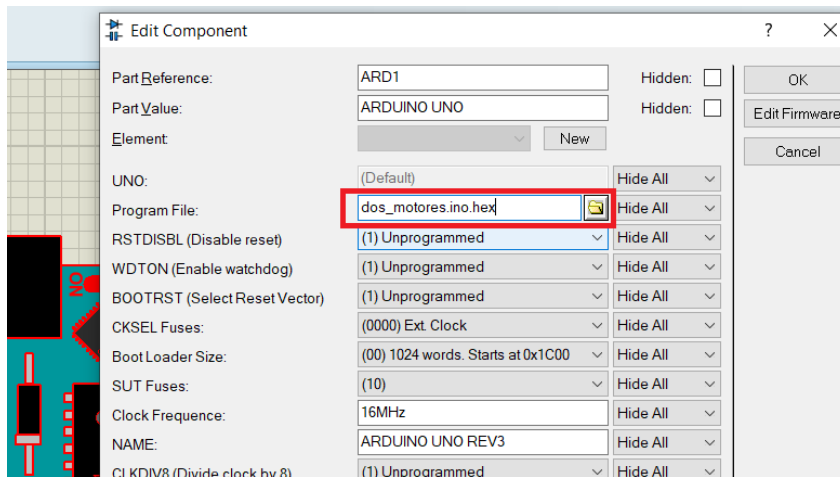 Edit Component ?
Part Reference: ARD1 Hidden: OK
Part Value: ARDUINO UNO Hidden: Edit Firmware
Element: New Cancel
UNO: (Default) Hide All
Program File: dos_motores.ino.hex Hide All
RSTDISBL (Disable reset) (1) Unprogrammed Hide All
WDTON (Enable watchdog) (1) Unprogrammed Hide All
BOOTRST (Select Reset Vector) (1) Unprogrammed Hide All
CKSEL Fuses: (0000) Ext. Clock Hide All
Boot Loader Size: (00) 1024 words. Starts at 0x1C00 Hide All
SUT Fuses: (10) Hide All
Clock Frequence: 16MHz Hide All
NAME: ARDUINO UNO REV3 Hide All
CLKDIV8 (Divide clock by 8) (1) Unprogrammed Hide All
ON